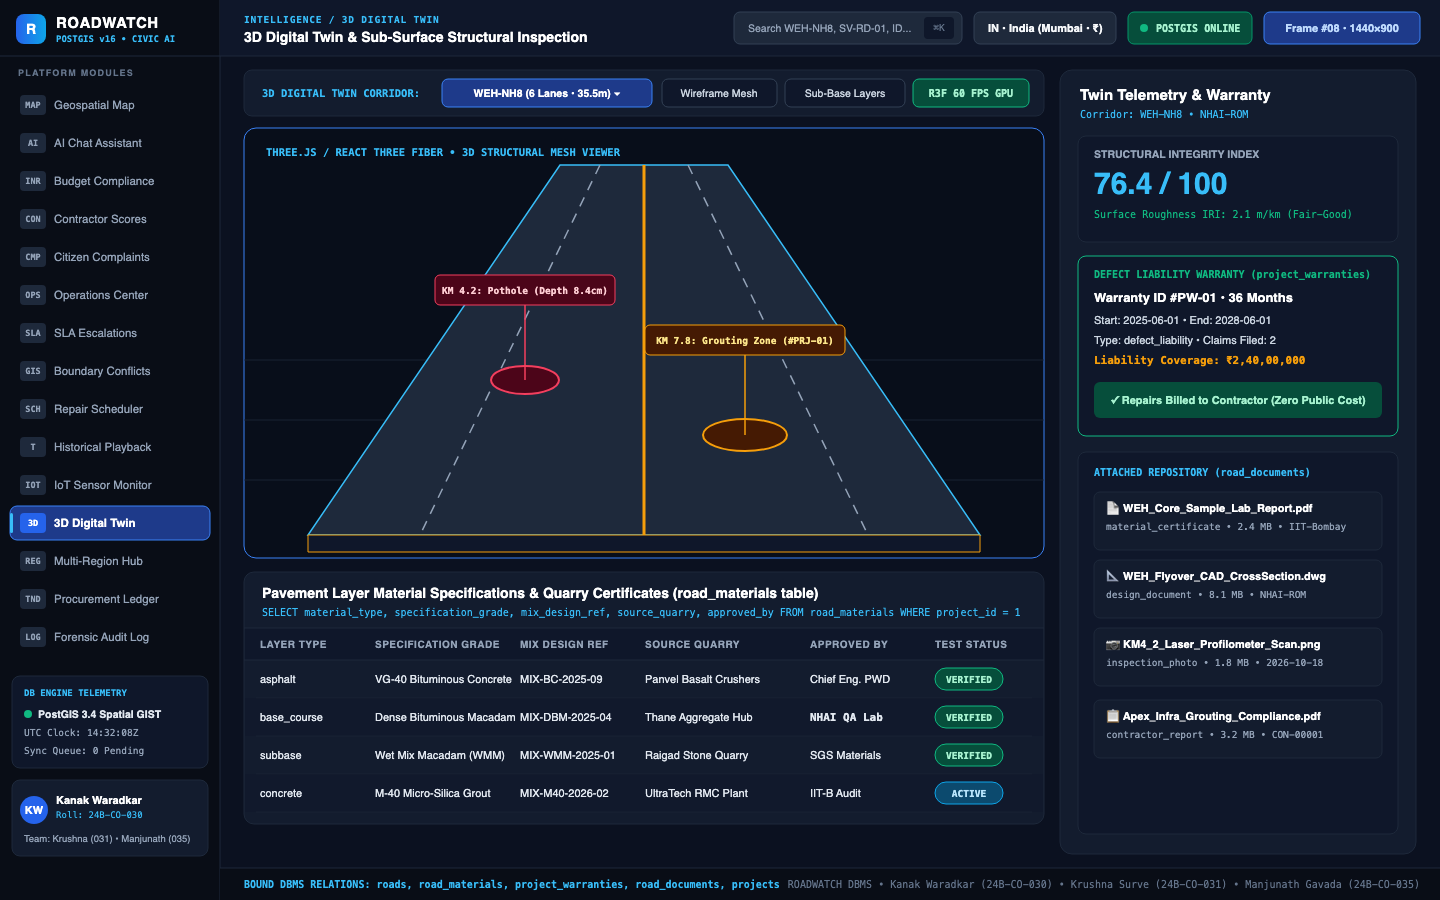 R
ROADWATCH
POSTGIS v16 • CIVIC AI
INTELLIGENCE / 3D DIGITAL TWIN
3D Digital Twin & Sub-Surface Structural Inspection
Search WEH-NH8, SV-RD-01, ID... ⌘K
IN • India (Mumbai • ₹)
POSTGIS ONLINE
Frame #08 • 1440×900
PLATFORM MODULES
MAP Geospatial Map
AI AI Chat Assistant
INR Budget Compliance
CON Contractor Scores
CMP Citizen Complaints
OPS Operations Center
SLA SLA Escalations
GIS Boundary Conflicts
SCH Repair Scheduler
T Historical Playback
IOT IoT Sensor Monitor
3D 3D Digital Twin
REG Multi-Region Hub
TND Procurement Ledger
LOG Forensic Audit Log
DB ENGINE TELEMETRY
PostGIS 3.4 Spatial GIST
UTC Clock: 14:32:08Z
Sync Queue: 0 Pending
KW
Kanak Waradkar
Roll: 24B-CO-030
Team: Krushna (031) • Manjunath (035)
3D DIGITAL TWIN CORRIDOR:
WEH-NH8 (6 Lanes • 35.5m)
Wireframe Mesh
Sub-Base Layers
R3F 60 FPS GPU
THREE.JS / REACT THREE FIBER • 3D STRUCTURAL MESH VIEWER
KM 4.2: Pothole (Depth 8.4cm)
KM 7.8: Grouting Zone (#PRJ-01)
Pavement Layer Material Specifications & Quarry Certificates (road_materials table)
SELECT material_type, specification_grade, mix_design_ref, source_quarry, approved_by FROM road_materials WHERE project_id = 1
LAYER TYPE SPECIFICATION GRADE MIX DESIGN REF SOURCE QUARRY APPROVED BY TEST STATUS
asphalt VG-40 Bituminous Concrete MIX-BC-2025-09 Panvel Basalt Crushers Chief Eng. PWD VERIFIED
base_course Dense Bituminous Macadam MIX-DBM-2025-04 Thane Aggregate Hub NHAI QA Lab VERIFIED
subbase Wet Mix Macadam (WMM) MIX-WMM-2025-01 Raigad Stone Quarry SGS Materials VERIFIED
concrete M-40 Micro-Silica Grout MIX-M40-2026-02 UltraTech RMC Plant IIT-B Audit ACTIVE
Twin Telemetry & Warranty
Corridor: WEH-NH8 • NHAI-ROM
STRUCTURAL INTEGRITY INDEX
76.4 / 100
Surface Roughness IRI: 2.1 m/km (Fair-Good)
DEFECT LIABILITY WARRANTY (project_warranties)
Warranty ID #PW-01 • 36 Months
Start: 2025-06-01 • End: 2028-06-01
Type: defect_liability • Claims Filed: 2
Liability Coverage: ₹2,40,00,000
✓ Repairs Billed to Contractor (Zero Public Cost)
ATTACHED REPOSITORY (road_documents)
WEH_Core_Sample_Lab_Report.pdf
material_certificate • 2.4 MB • IIT-Bombay
WEH_Flyover_CAD_CrossSection.dwg
design_document • 8.1 MB • NHAI-ROM
KM4_2_Laser_Profilometer_Scan.png
inspection_photo • 1.8 MB • 2026-10-18
Apex_Infra_Grouting_Compliance.pdf
contractor_report • 3.2 MB • CON-00001
BOUND DBMS RELATIONS: roads, road_materials, project_warranties, road_documents, projects
ROADWATCH DBMS • Kanak Waradkar (24B-CO-030) • Krushna Surve (24B-CO-031) • Manjunath Gavada (24B-CO-035)